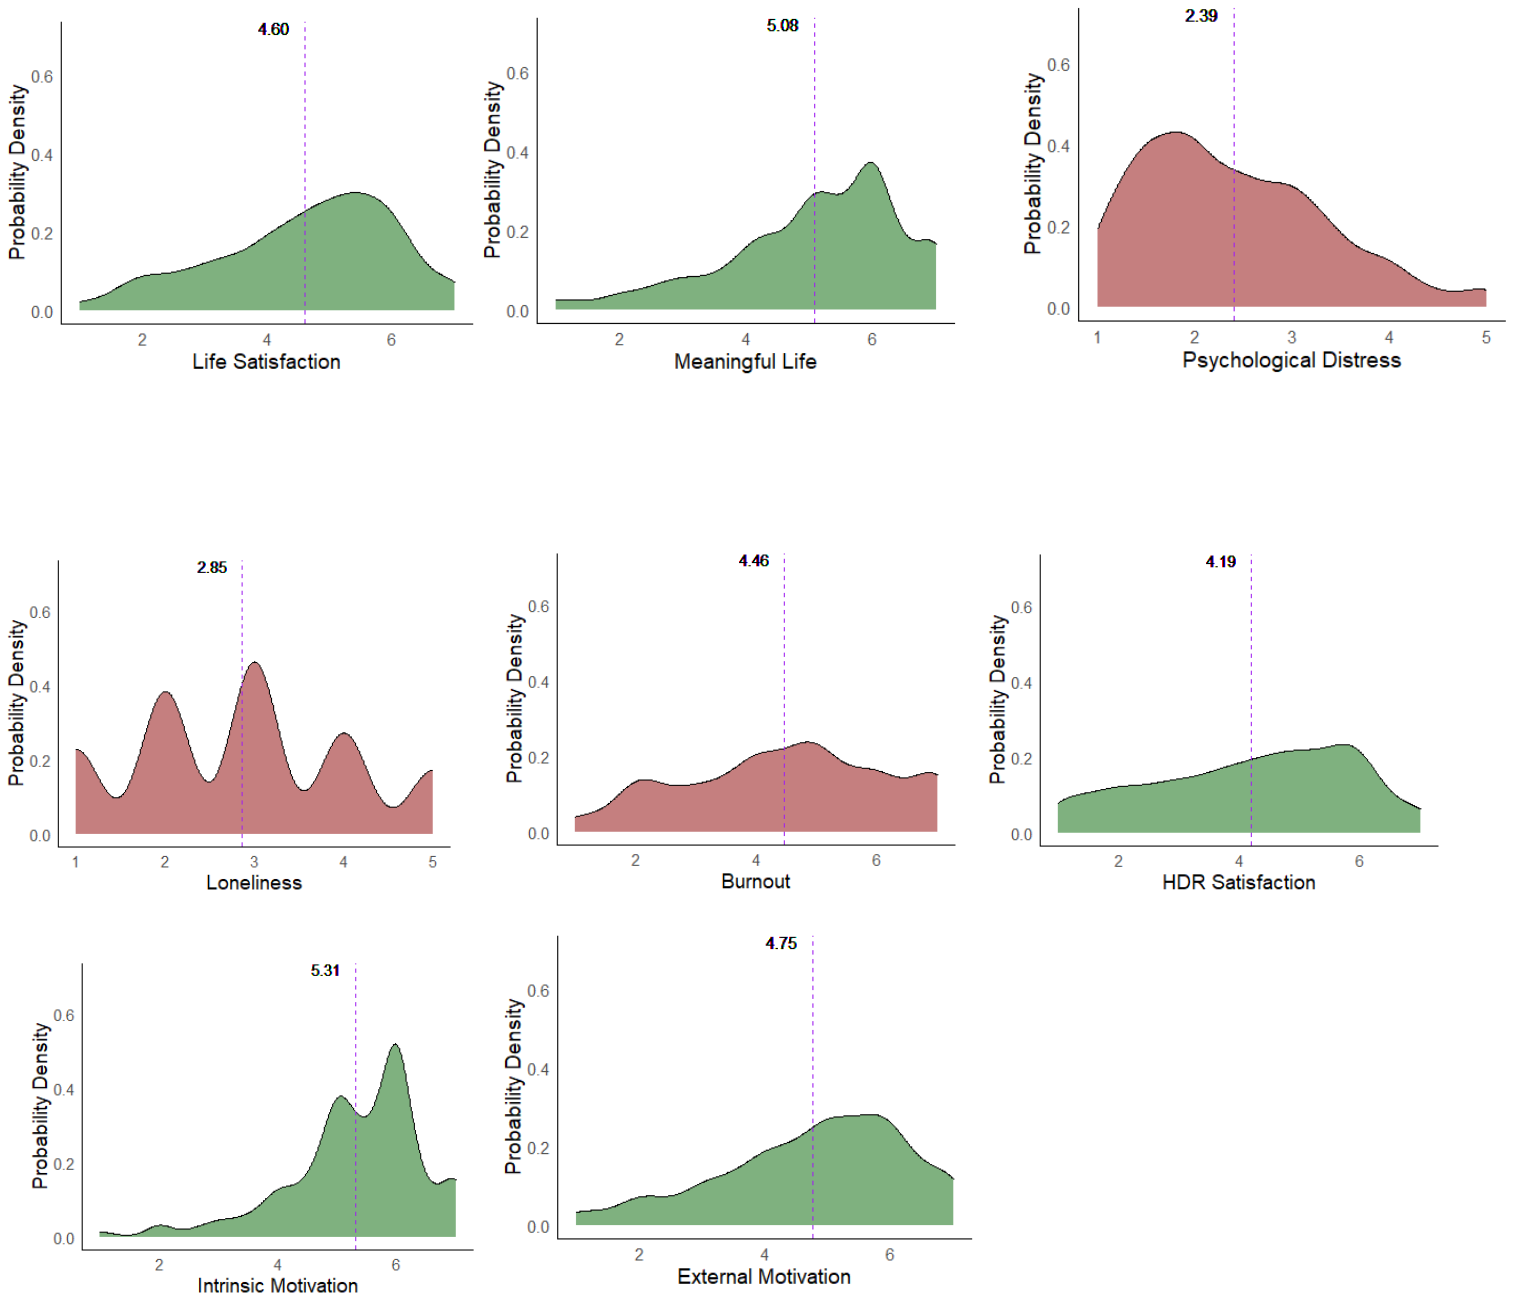 4.60
Probability Density
0.6
0.4
0.2
0.0
2 4 6
Life Satisfaction
5.08
Probability Density
0.6
0.4
0.2
0.0
2 4 6
Meaningful Life
2.39
Probability Density
0.6
0.4
0.2
0.0
1 2 3 4 5
Psychological Distress
2.85
Probability Density
0.6
0.4
0.2
0.0
1 2 3 4 5
Loneliness
4.46
Probability Density
0.6
0.4
0.2
0.0
2 4 6
Burnout
4.19
Probability Density
0.6
0.4
0.2
0.0
2 4 6
HDR Satisfaction
5.31
Probability Density
0.6
0.4
0.2
0.0
2 4 6
Intrinsic Motivation
4.75
Probability Density
0.6
0.4
0.2
0.0
2 4 6
External Motivation